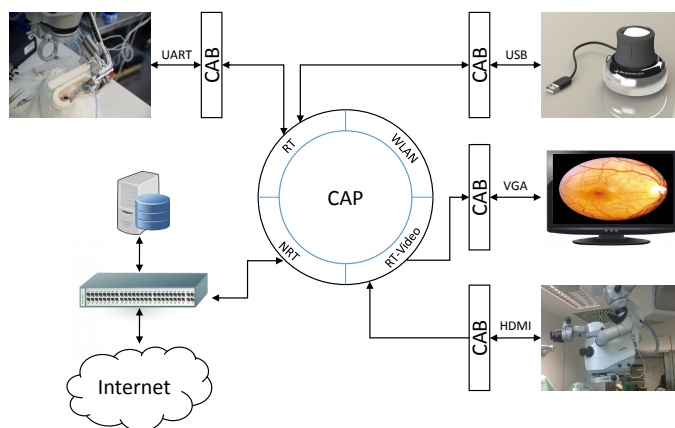 UART
CAB
CAB
USB
RT
WLAN
CAP
CAB
VGA
NRT
RT-Video
CAB
HDMI
Internet